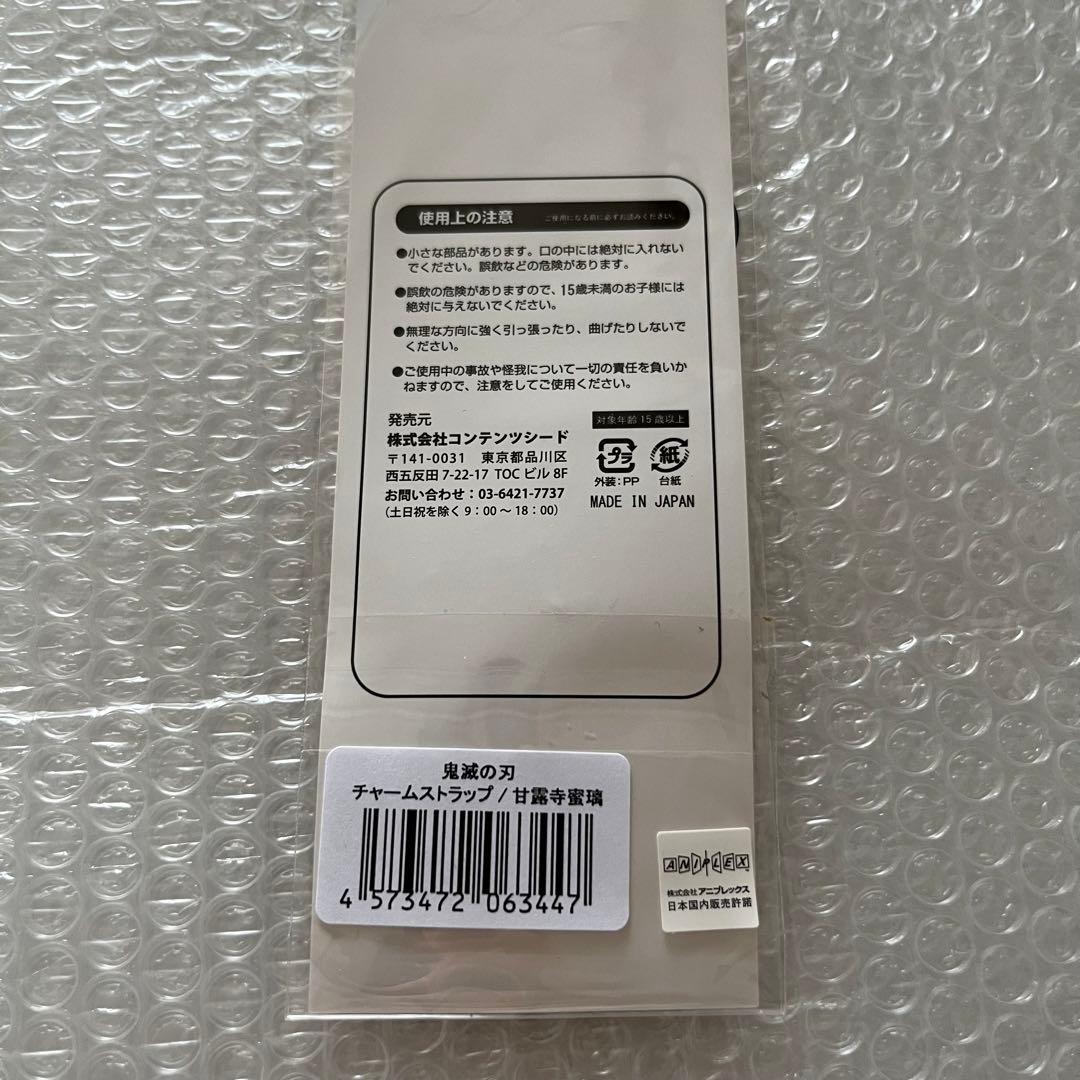 使用上の注意 ご使用になる前に必ずお読みください。
●小さな部品があります。口の中には絶対に入れない
でください。誤飲などの危険があります。
●誤飲の危険がありますので、15歳未満のお子様には
絶対に与えないでください。
●無理な方向に強く引っ張ったり、曲げたりしないで
ください。
●ご使用中の事故や怪我について一切の責任を負いか
ねますので、注意をしてご使用ください。
発売元
株式会社コンテンツシード
〒141-0031 東京都品川区
西五反田 7-22-17 TOC ビル 8F
お問い合わせ：03-6421-7737
（土日祝を除く 9：00 ～ 18：00）
対象年齢 15 歳以上
プラ 紙
外装：PP 台紙
MADE IN JAPAN
鬼滅の刃
チャームストラップ / 甘露寺蜜璃
4 573472 063447
ANIPLEX
株式会社 アニプレックス
日本国内販売許諾